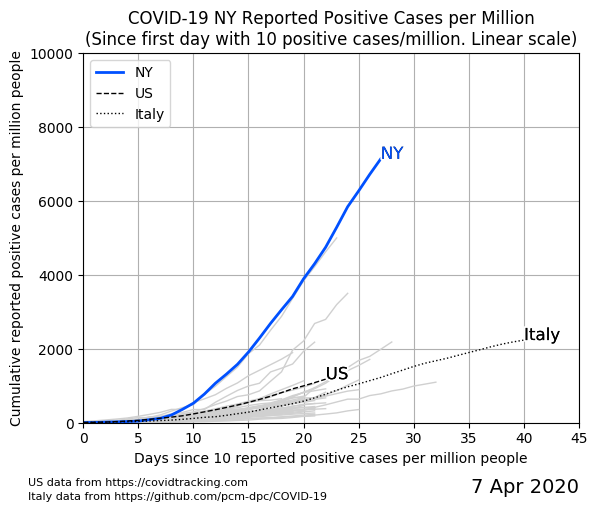 COVID-19 NY Reported Positive Cases per Million
(Since first day with 10 positive cases/million. Linear scale)
Cumulative reported positive cases per million people
10000
8000
6000
4000
2000
0
NY
US
Italy
NY
Italy
US
0 5 10 15 20 25 30 35 40 45
Days since 10 reported positive cases per million people
US data from https://covidtracking.com
Italy data from https://github.com/pcm-dpc/COVID-19
7 Apr 2020